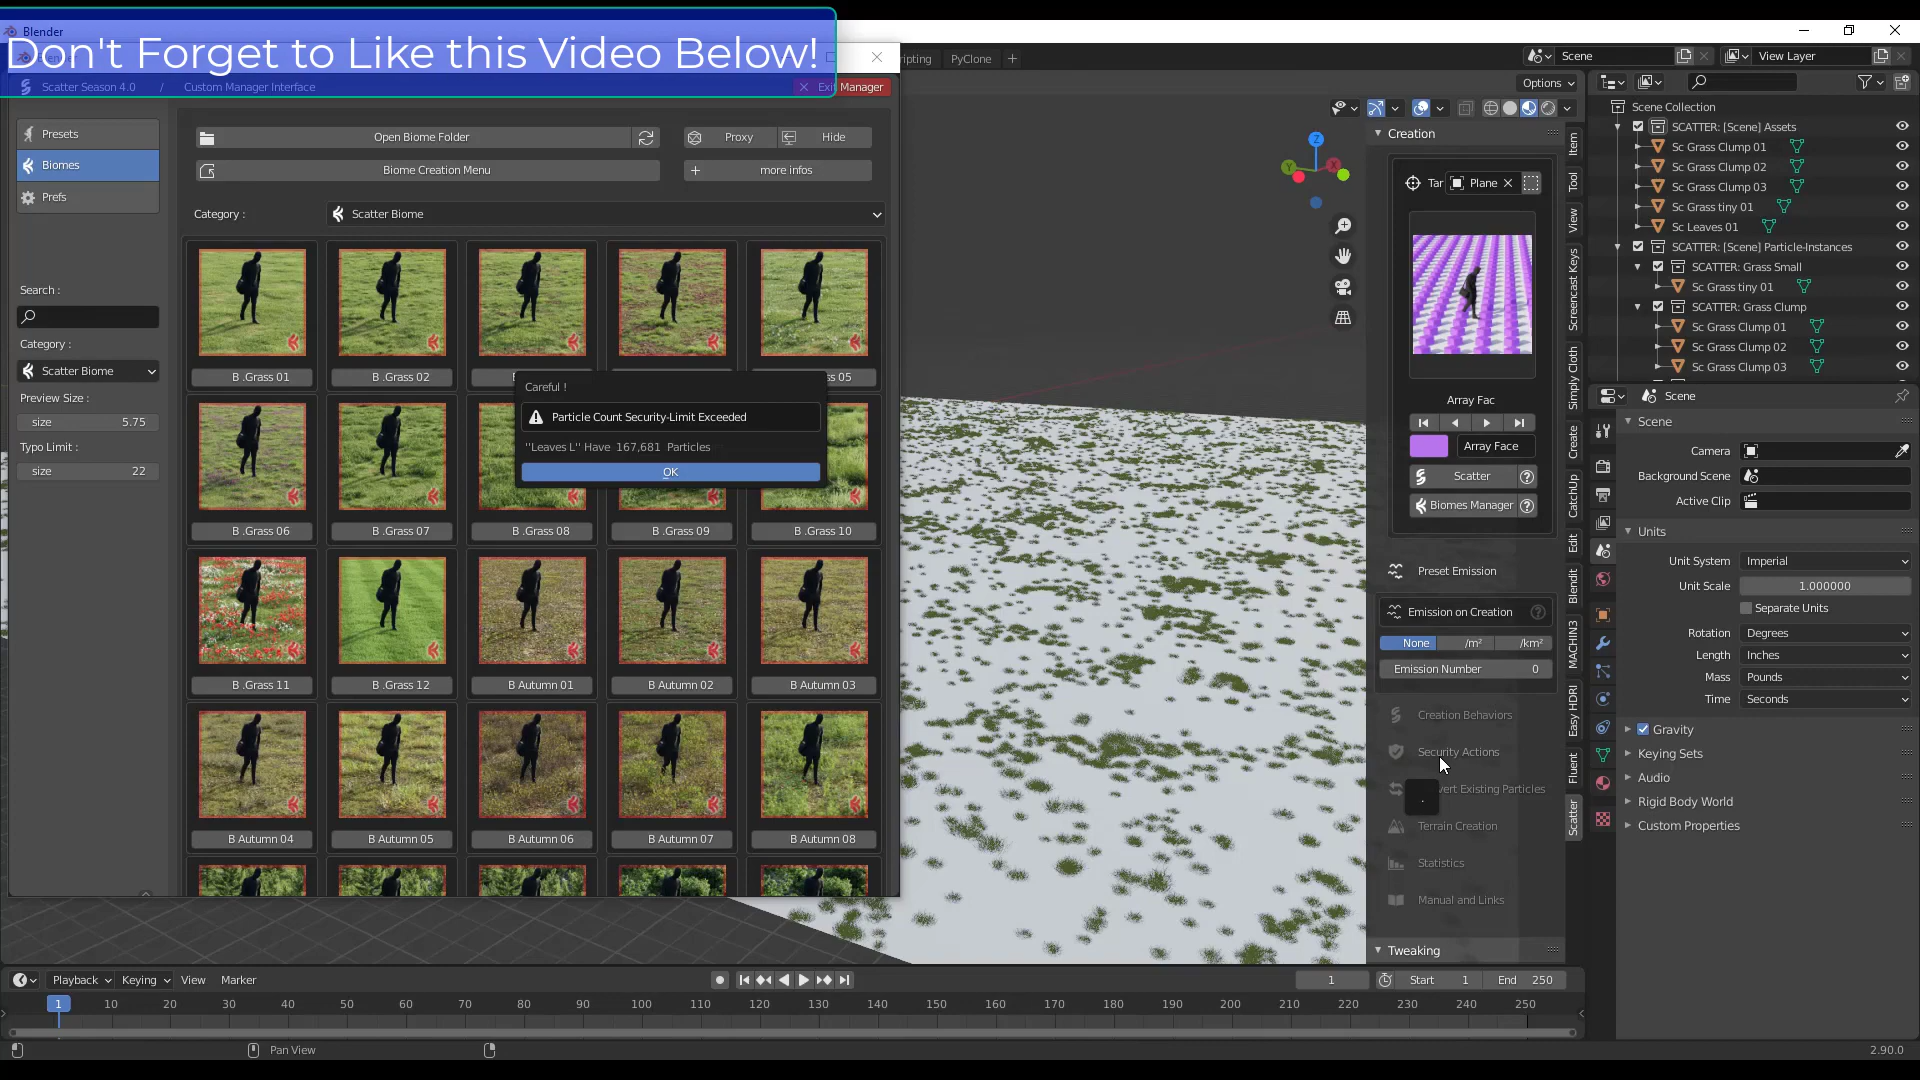 Blender
Don't Forget to Like this Video Below!
Scatter Season 4.0 / Custom Manager Interface
Manager
PyClone
Scene
View Layer
Options
Presets
Biomes
Prefs
Open Biome Folder
Proxy
Hide
Biome Creation Menu
more infos
Category :
Scatter Biome
Search :
Category :
Scatter Biome
Preview Size :
size 5.75
Typo Limit :
size 22
B .Grass 01
B .Grass 02
B .Grass 06
B .Grass 07
B .Grass 08
B .Grass 09
B .Grass 10
B .Grass 11
B .Grass 12
B Autumn 01
B Autumn 02
B Autumn 03
B Autumn 04
B Autumn 05
B Autumn 06
B Autumn 07
B Autumn 08
Careful !
Particle Count Security-Limit Exceeded
"Leaves L" Have 167,681 Particles
OK
Creation
Tar Plane
Array Fac
Array Face
Scatter
Biomes Manager
Preset Emission
Emission on Creation
None /m² /km²
Emission Number 0
Creation Behaviors
Security Actions
vert Existing Particles
Terrain Creation
Statistics
Manual and Links
Tweaking
Item
Tool
View
Screencast Keys
Simply Cloth
Create
CatchUp
Edit
Blendit
MACHIN3
Easy HDRI
Fluent
Scatter
Scene Collection
SCATTER: [Scene] Assets
Sc Grass Clump 01
Sc Grass Clump 02
Sc Grass Clump 03
Sc Grass tiny 01
Sc Leaves 01
SCATTER: [Scene] Particle-Instances
SCATTER: Grass Small
Sc Grass tiny 01
SCATTER: Grass Clump
Sc Grass Clump 01
Sc Grass Clump 02
Sc Grass Clump 03
Scene
Scene
Camera
Background Scene
Active Clip
Units
Unit System Imperial
Unit Scale 1.000000
Separate Units
Rotation Degrees
Length Inches
Mass Pounds
Time Seconds
Gravity
Keying Sets
Audio
Rigid Body World
Custom Properties
Playback Keying View Marker
1 Start 1 End 250
1 10 20 30 40 50 60 70 80 90 100 110 120 130 140 150 160 170 180 190 200 210 220 230 240 250
Pan View
2.90.0